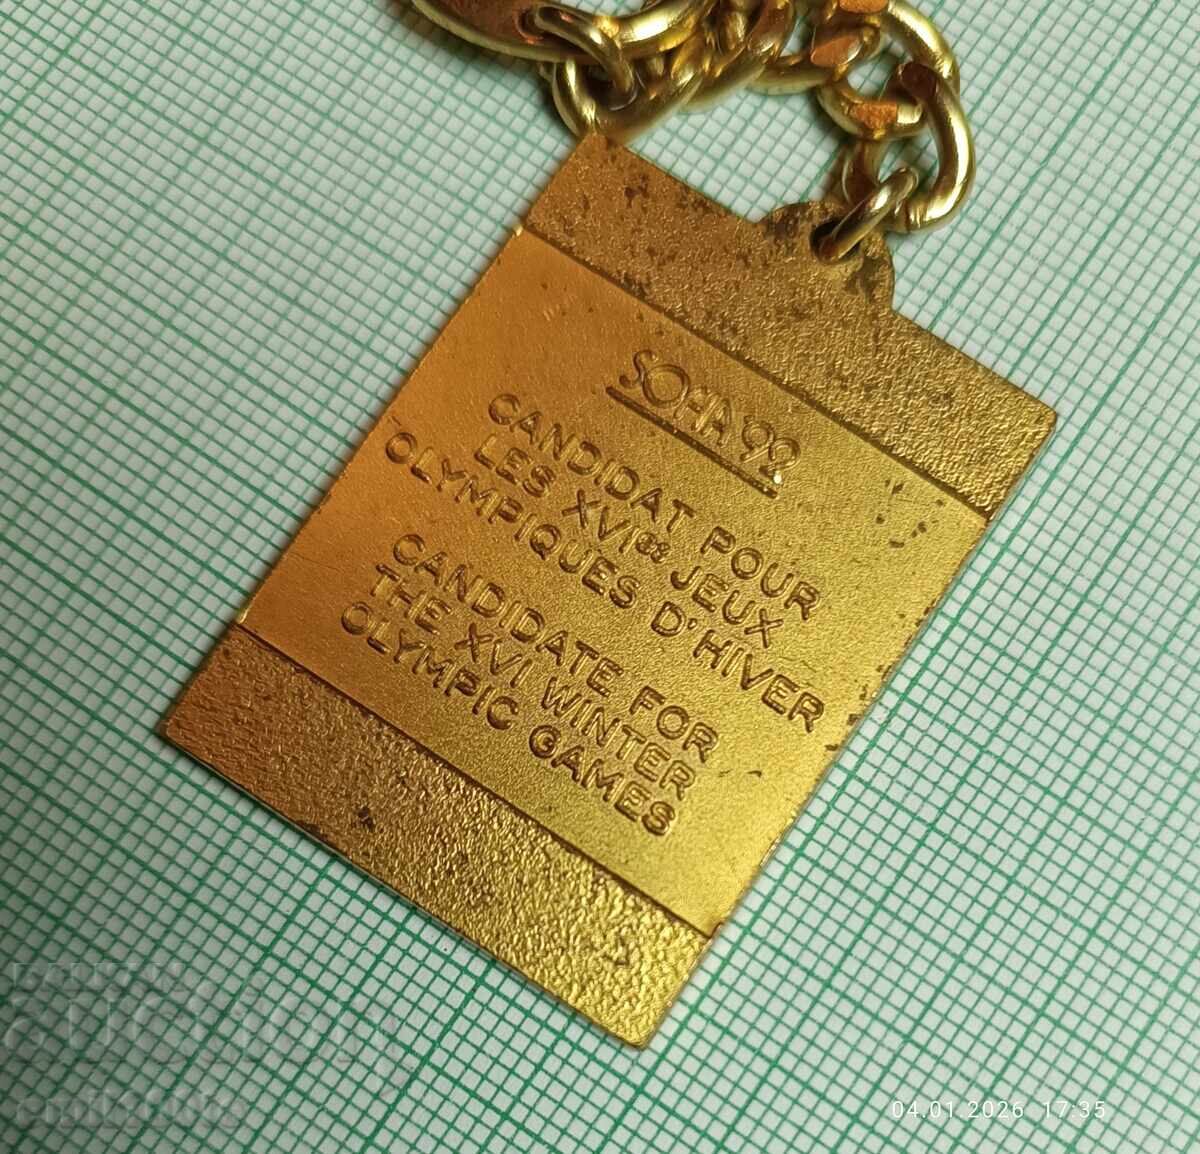 SOFIA '92
CANDIDAT POUR
LES XVIes JEUX
OLYMPIQUES D'HIVER
CANDIDATE FOR
THE XVI WINTER
OLYMPIC GAMES
04.01.2026 17:35